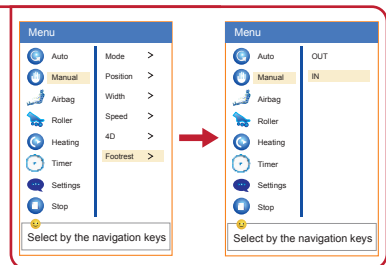 Menu
Auto
Manual
Airbag
Roller
Heating
Timer
Settings
Stop
Mode >
Position >
Width >
Speed >
4D >
Footrest >
Select by the navigation keys
Menu
Auto
Manual
Airbag
Roller
Heating
Timer
Settings
Stop
OUT
IN
Select by the navigation keys